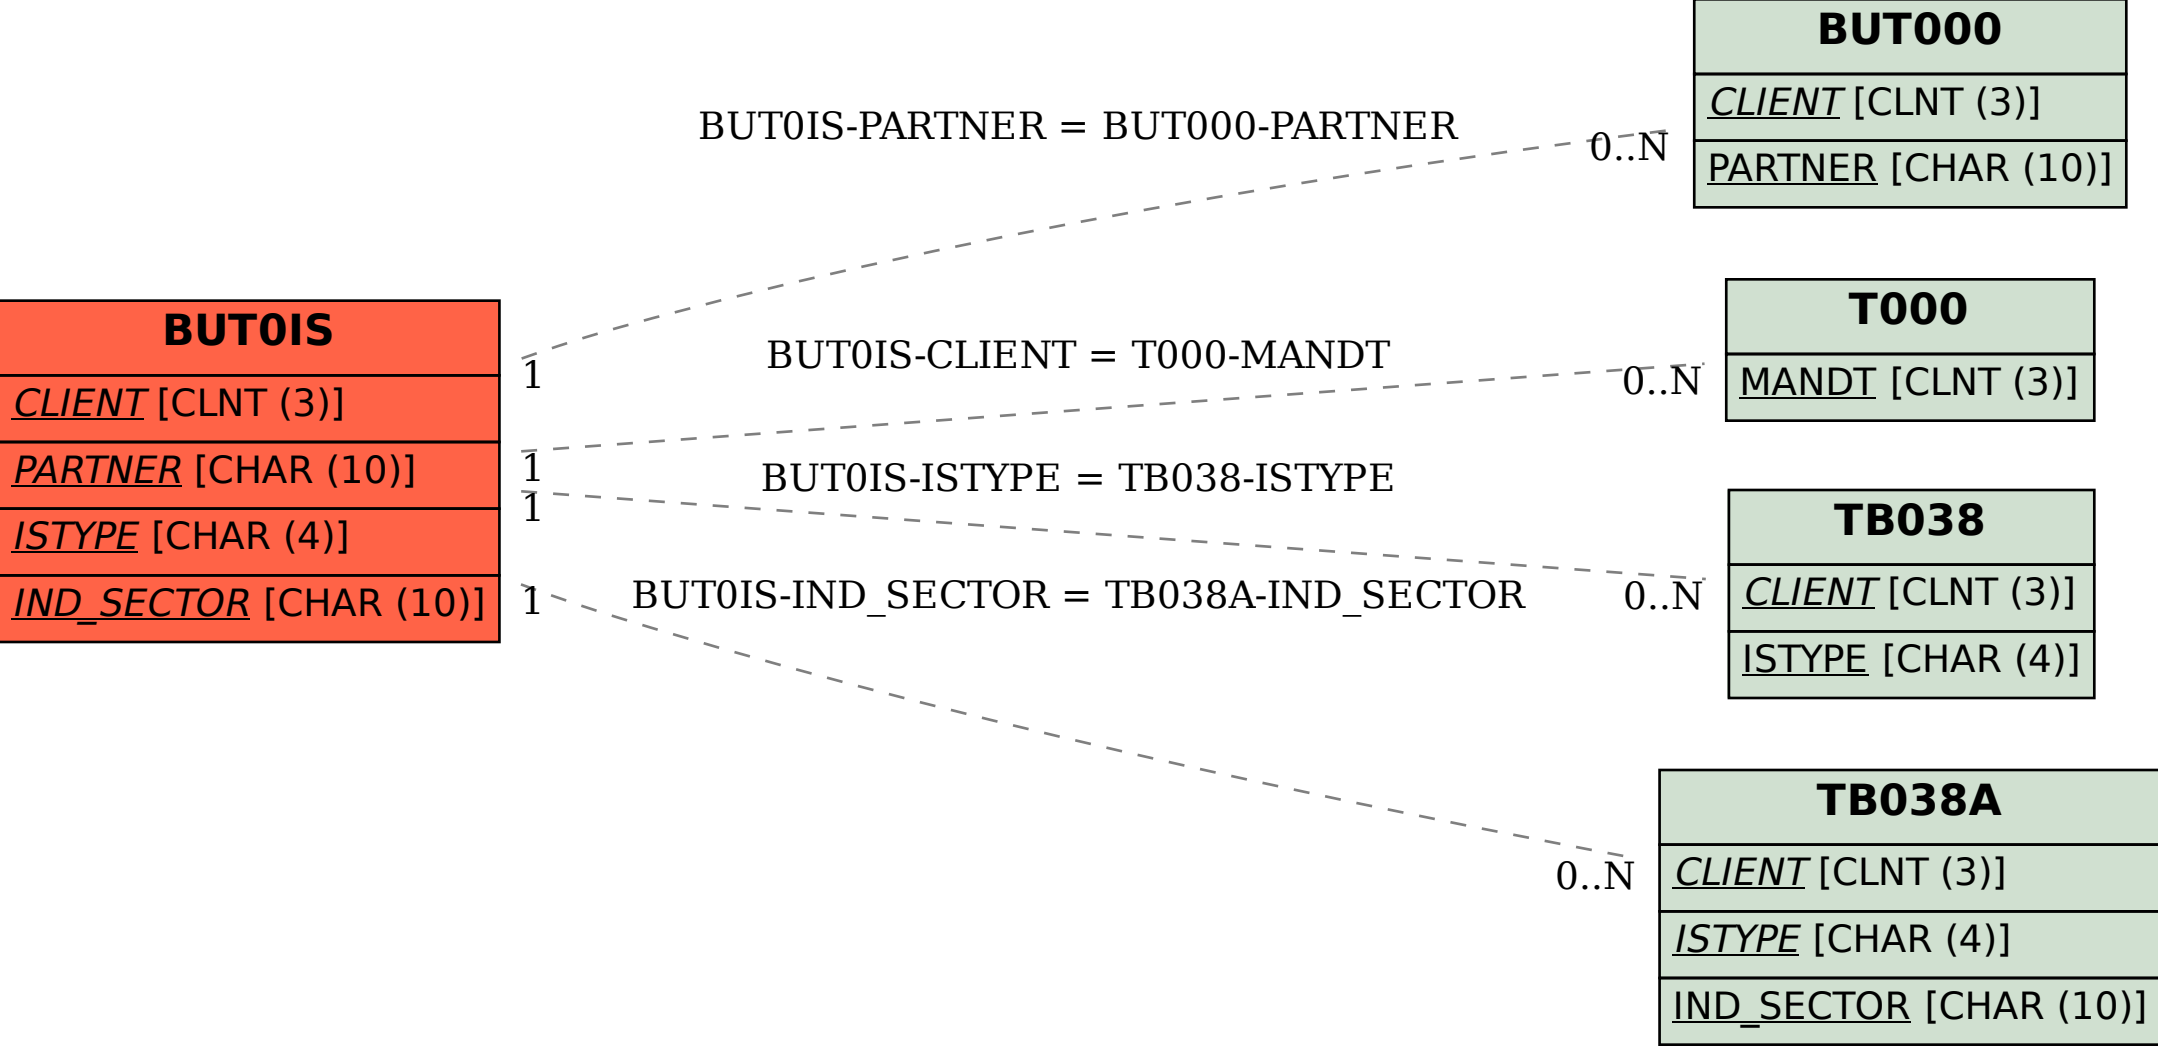 BUT000
CLIENT [CLNT (3)]
PARTNER [CHAR (10)]
BUT0IS-PARTNER = BUT000-PARTNER
0..N
1
BUT0IS
CLIENT [CLNT (3)]
PARTNER [CHAR (10)]
ISTYPE [CHAR (4)]
IND_SECTOR [CHAR (10)]
BUT0IS-CLIENT = T000-MANDT
0..N
1
T000
MANDT [CLNT (3)]
BUT0IS-ISTYPE = TB038-ISTYPE
0..N
1
TB038
CLIENT [CLNT (3)]
ISTYPE [CHAR (4)]
BUT0IS-IND_SECTOR = TB038A-IND_SECTOR
0..N
1
TB038A
CLIENT [CLNT (3)]
ISTYPE [CHAR (4)]
IND_SECTOR [CHAR (10)]